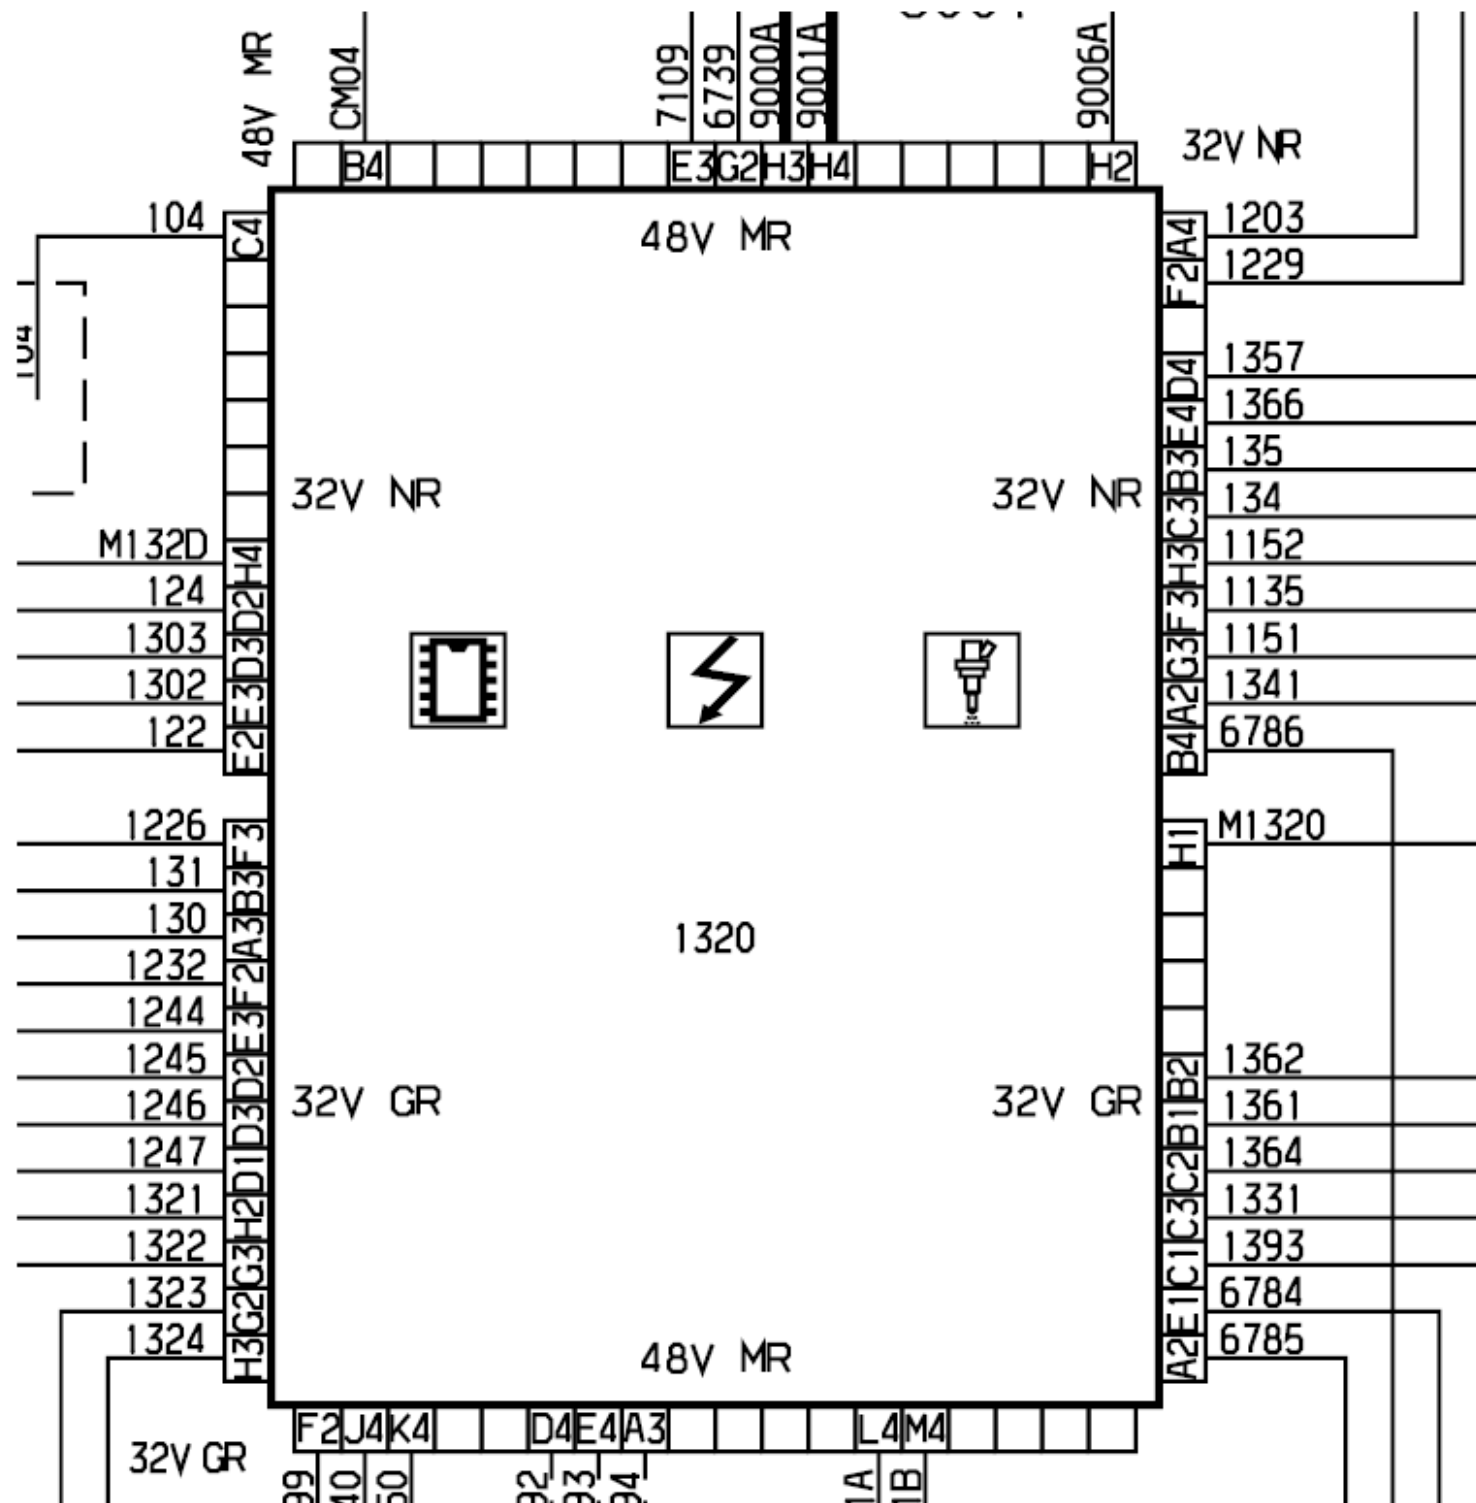 48V MR
CM04
7109
6739
9000A
9001A
9006A
32V NR
B4 E3 G2 H3 H4 H2
104 C4
48V MR
A4 1203
F2 1229
D4 1357
E4 1366
B3 135
32V NR
32V NR
C3 134
M132D H4
H3 1152
124 D2
F3 1135
1303 D3
G3 1151
1302 E3
A2 1341
122 E2
B4 6786
1226 F3
H1 M1320
131 B3
130 A3
1320
1232 F2
1244 E3
1245 D2
B2 1362
32V GR
32V GR
1246 D3
B1 1361
1247 D1
C2 1364
1321 H2
C3 1331
1322 G3
C1 1393
1323 G2
E1 6784
1324 H3
48V MR
A2 6785
F2 J4 K4 D4 E4 A3 L4 M4
32V GR